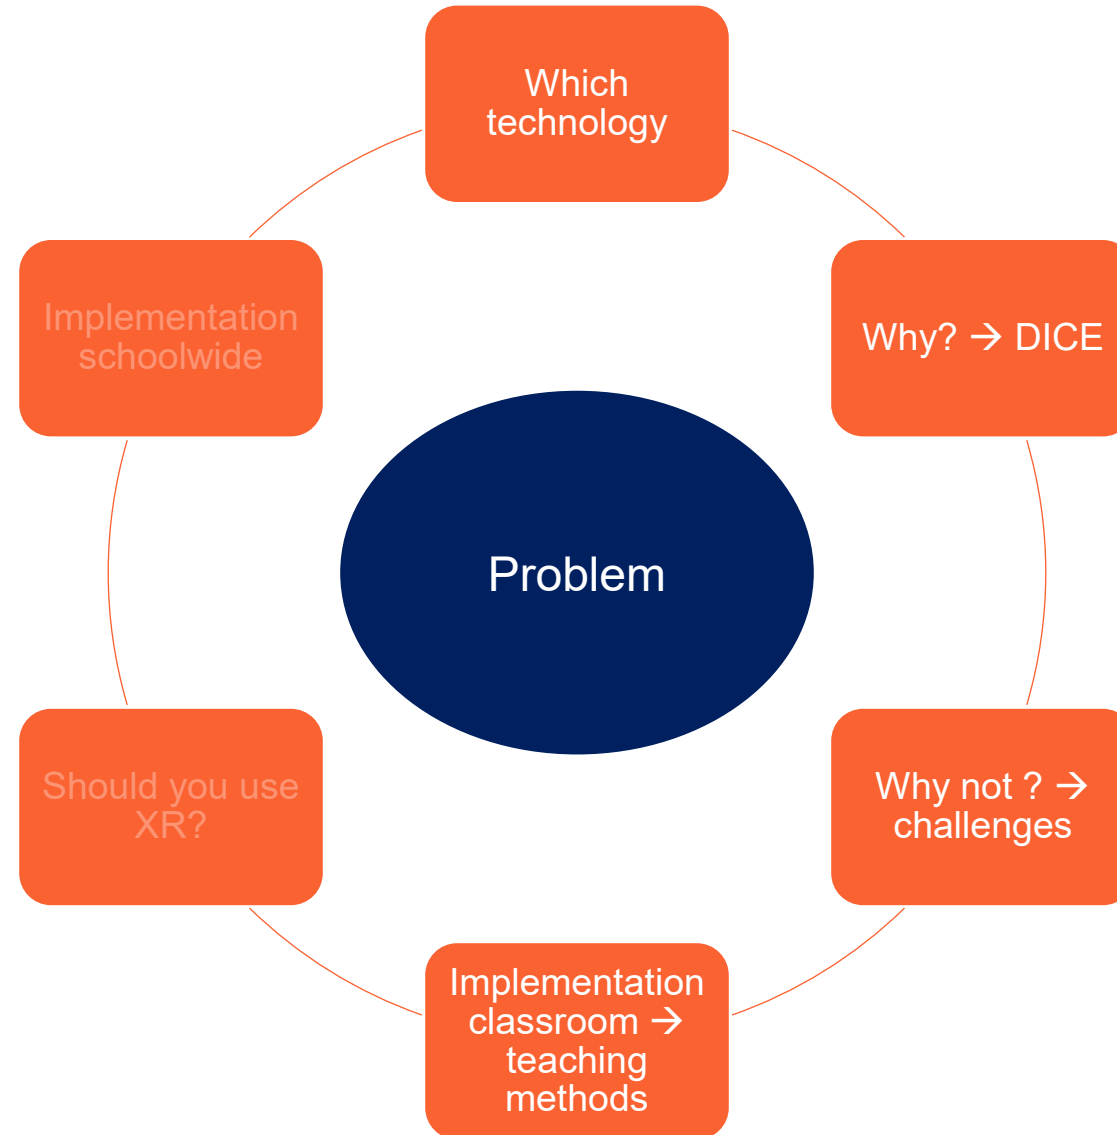 Which
technology
Why? → DICE
Why not ? →
challenges
Implementation
classroom →
teaching
methods
Should you use
XR?
Implementation
schoolwide
Problem